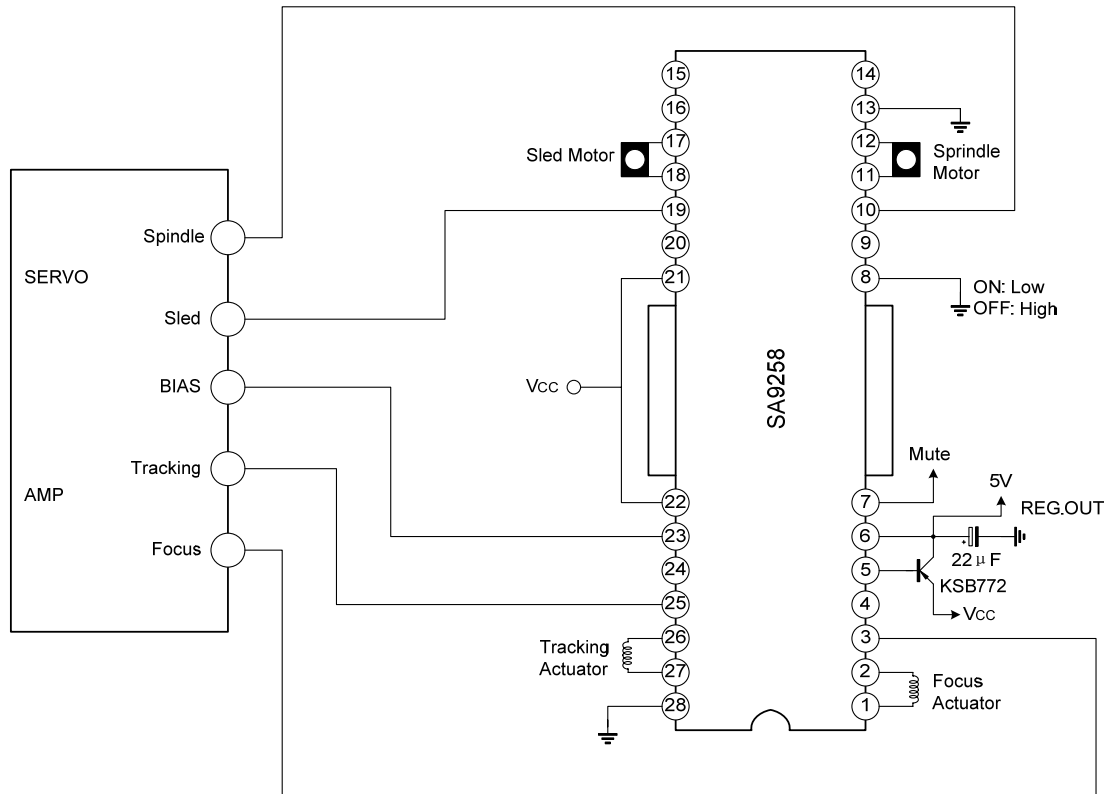 SERVO
AMP
Spindle
Sled
BIAS
Tracking
Focus
Sled Motor
Vcc
Tracking
Actuator
15
16
17
18
19
20
21
22
23
24
25
26
27
28
SA9258
14
13
12
11
10
9
8
7
6
5
4
3
2
1
Sprindle
Motor
ON: Low
OFF: High
Mute
5V
REG.OUT
+
22μF
KSB772
Vcc
Focus
Actuator